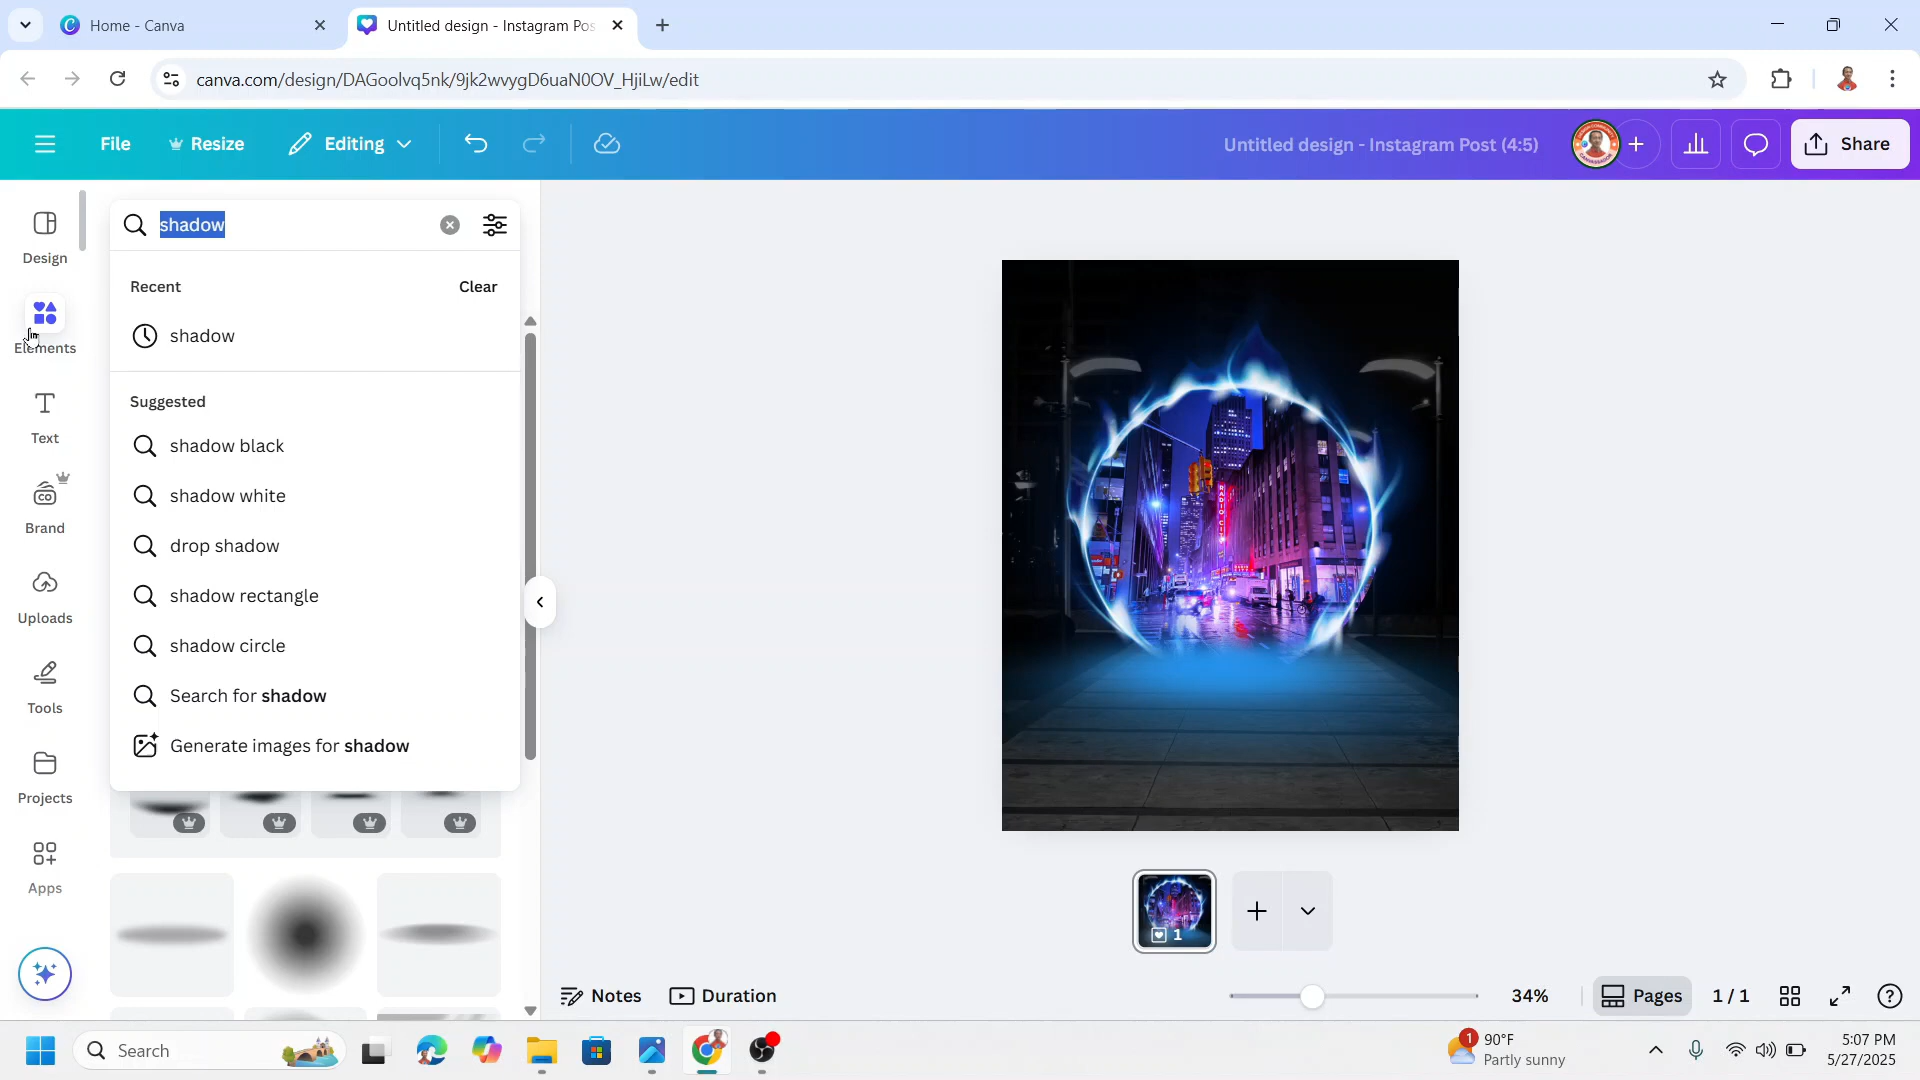 Home - Canva
Untitled design - Instagram Pos
canva.com/design/DAGoolvq5nk/9jk2wvygD6uaN0OV_HjiLw/edit
File
Resize
Editing
Untitled design - Instagram Post (4:5)
Share
Design
Elements
Text
Brand
Uploads
Tools
Projects
Apps
shadow
Recent
Clear
shadow
Suggested
shadow black
shadow white
drop shadow
shadow rectangle
shadow circle
Search for shadow
Generate images for shadow
RADIO CITY
1
Notes
Duration
34%
Pages
1 / 1
Search
1
90°F
Partly sunny
5:07 PM
5/27/2025